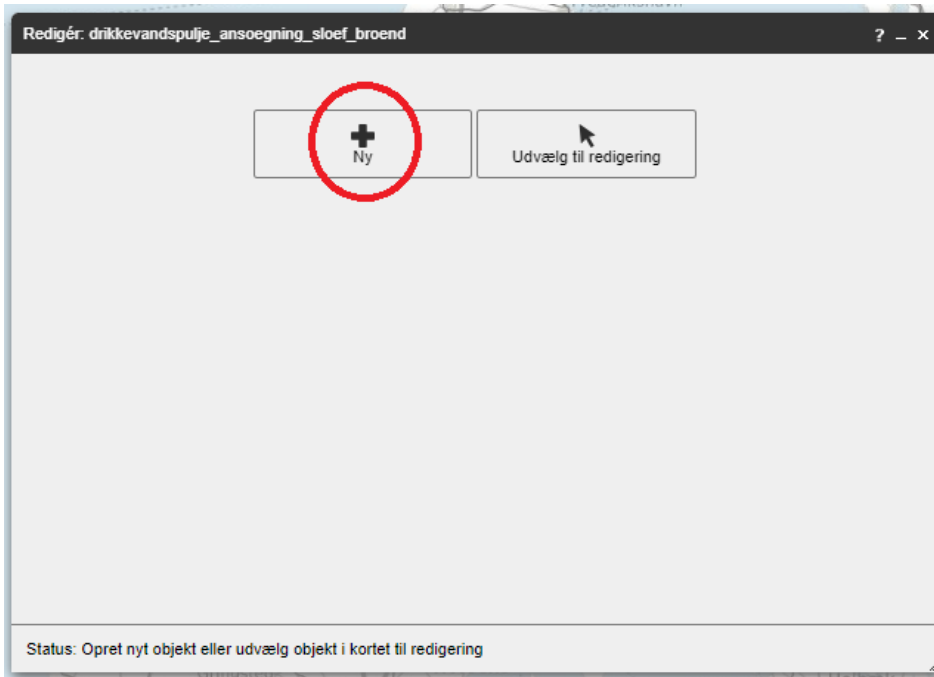 Redigér: drikkevandspulje_ansoegning_sloef_broend
? _ ×
Ny
Udvælg til redigering
Status: Opret nyt objekt eller udvælg objekt i kortet til redigering